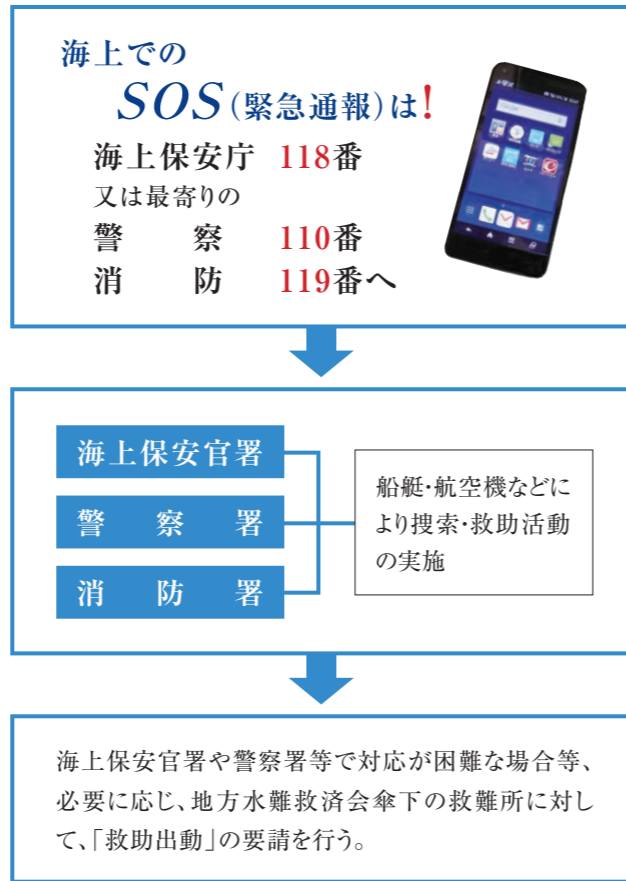 海上での
SOS(緊急通報)は!
海上保安庁 118番
又は最寄りの
警察 110番
消防 119番へ
海上保安官署
警察署
消防署
船艇・航空機などに
より捜索・救助活動
の実施
海上保安官署や警察署等で対応が困難な場合等、
必要に応じ、地方水難救済会傘下の救難所に対し
て、「救助出動」の要請を行う。